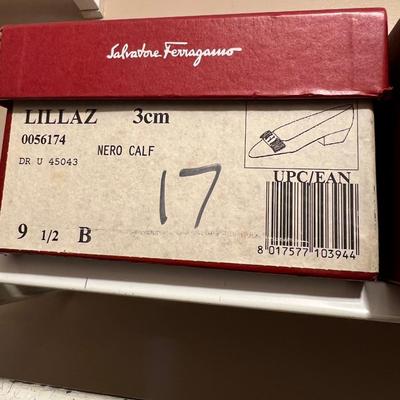 Salvatore Ferragamo
LILLAZ 3cm
0056174
DR U 45043 NERO CALF
17
UPC/EAN
9 1/2 B
8 017577 103944